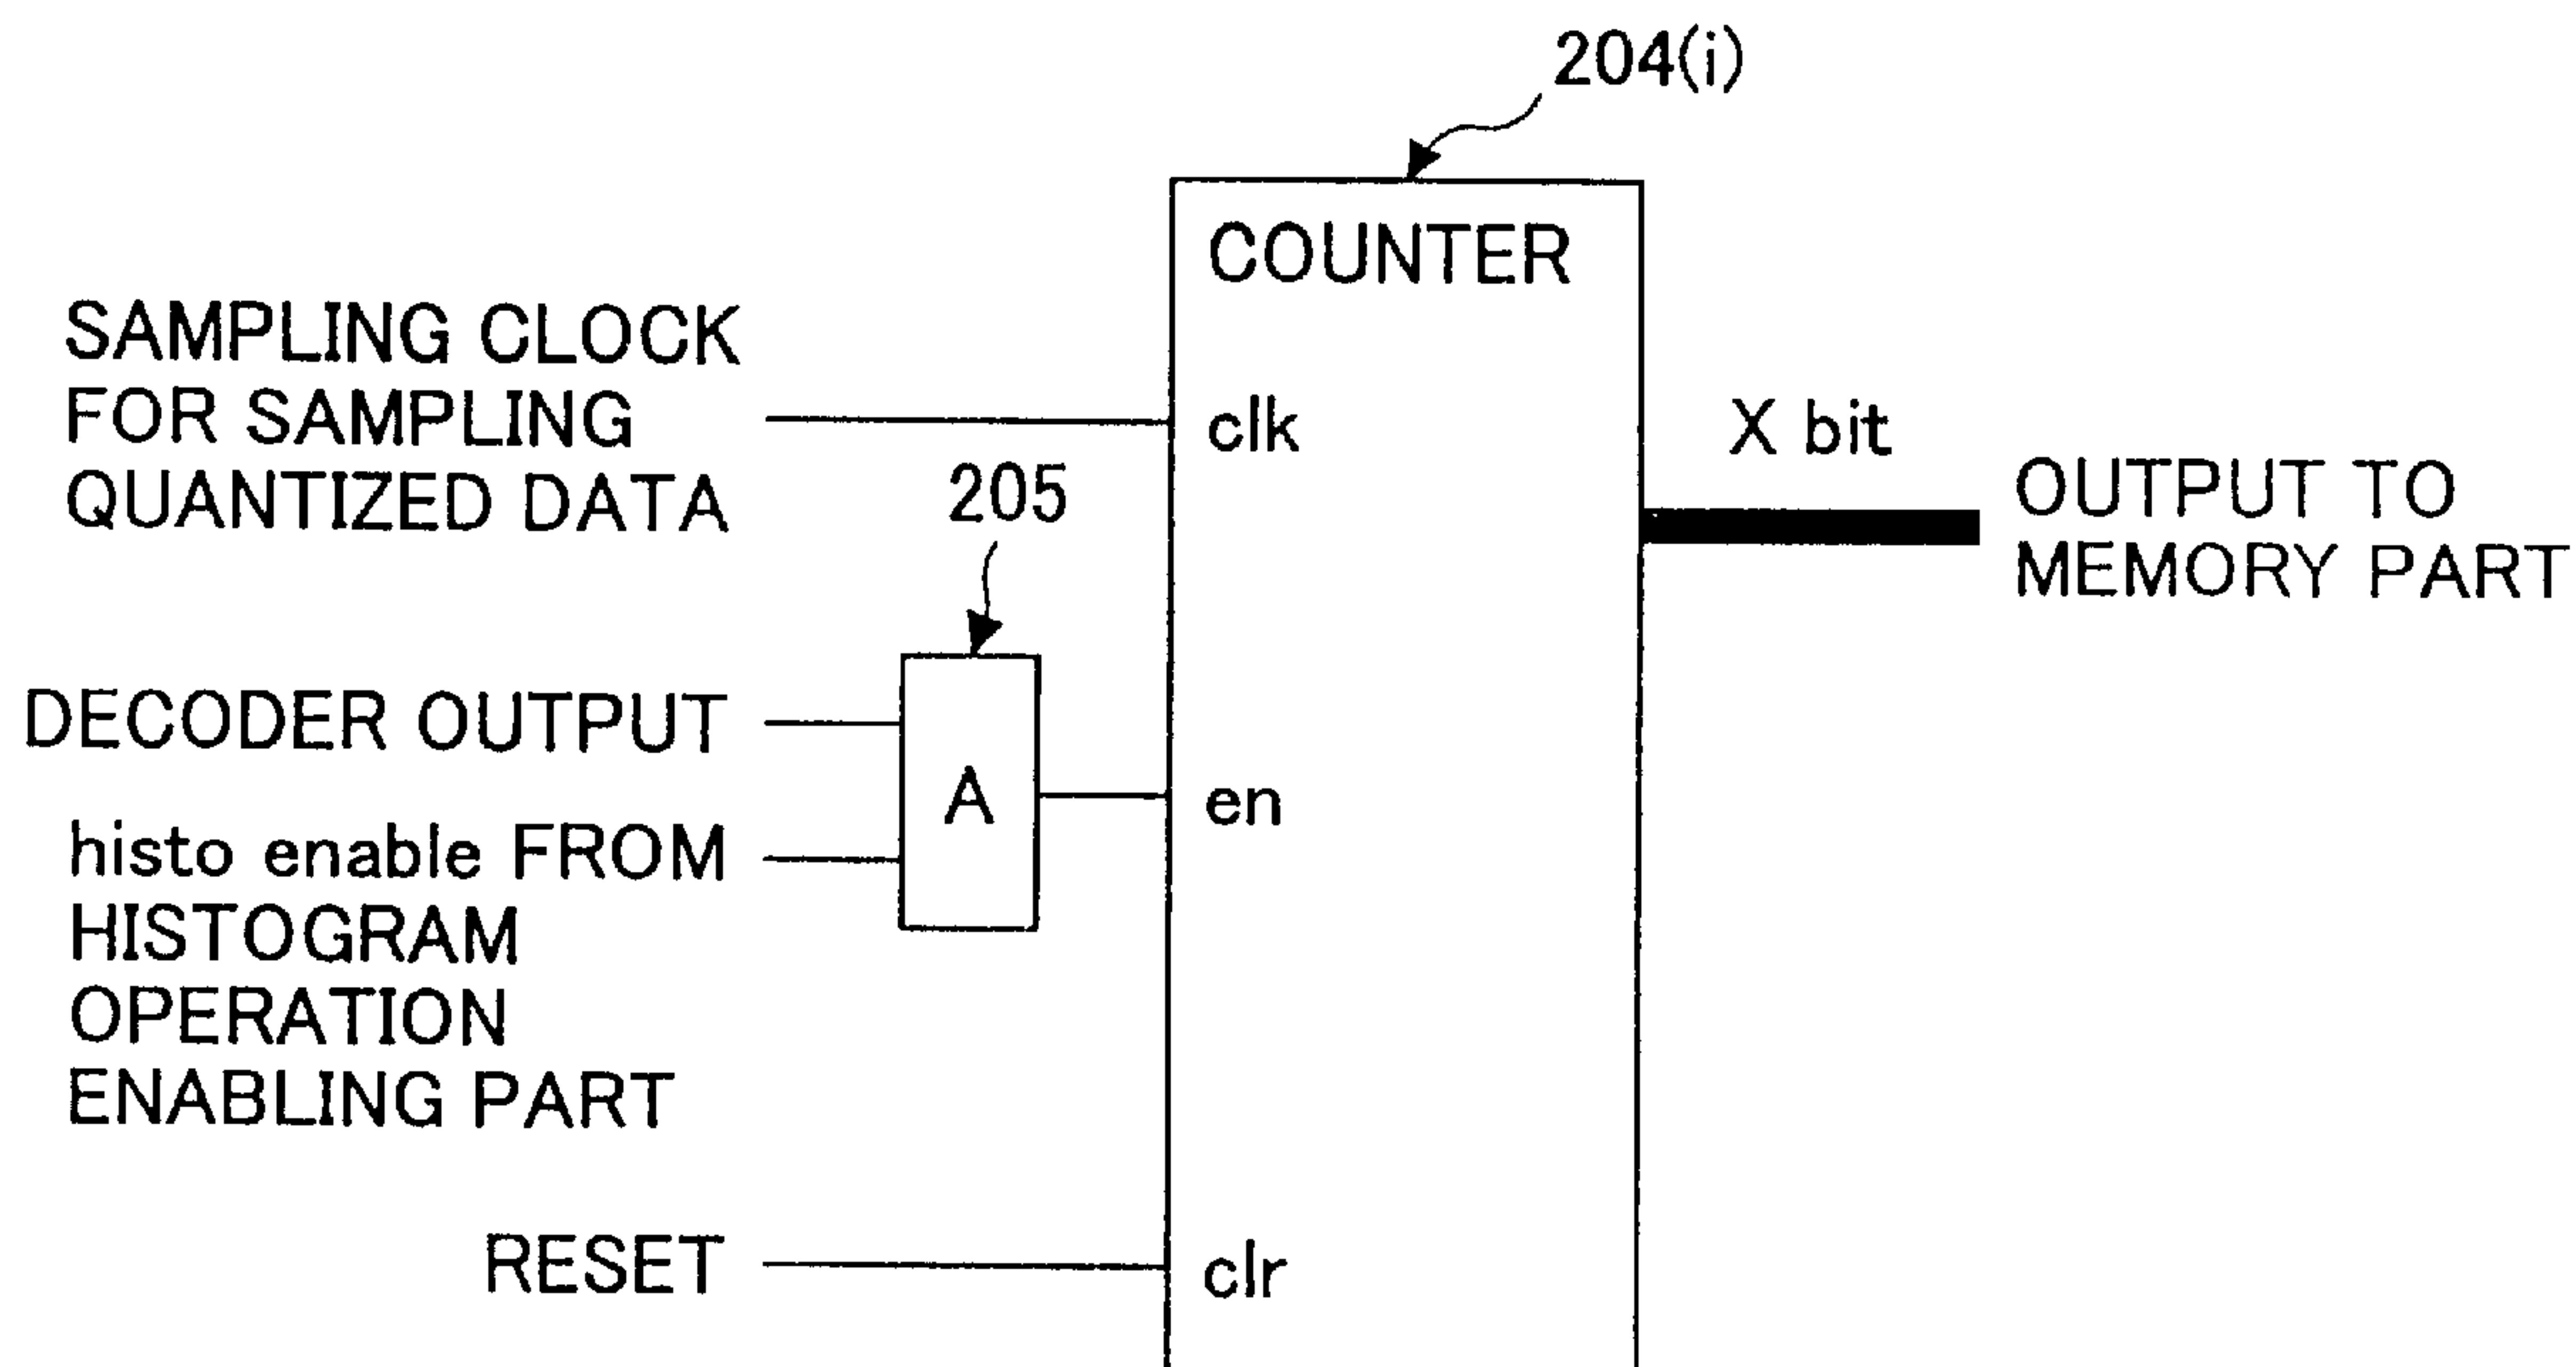 204(i)
COUNTER
SAMPLING CLOCK
FOR SAMPLING
QUANTIZED DATA
clk
X bit
OUTPUT TO
MEMORY PART
205
DECODER OUTPUT
A
en
histo enable FROM
HISTOGRAM
OPERATION
ENABLING PART
RESET
clr